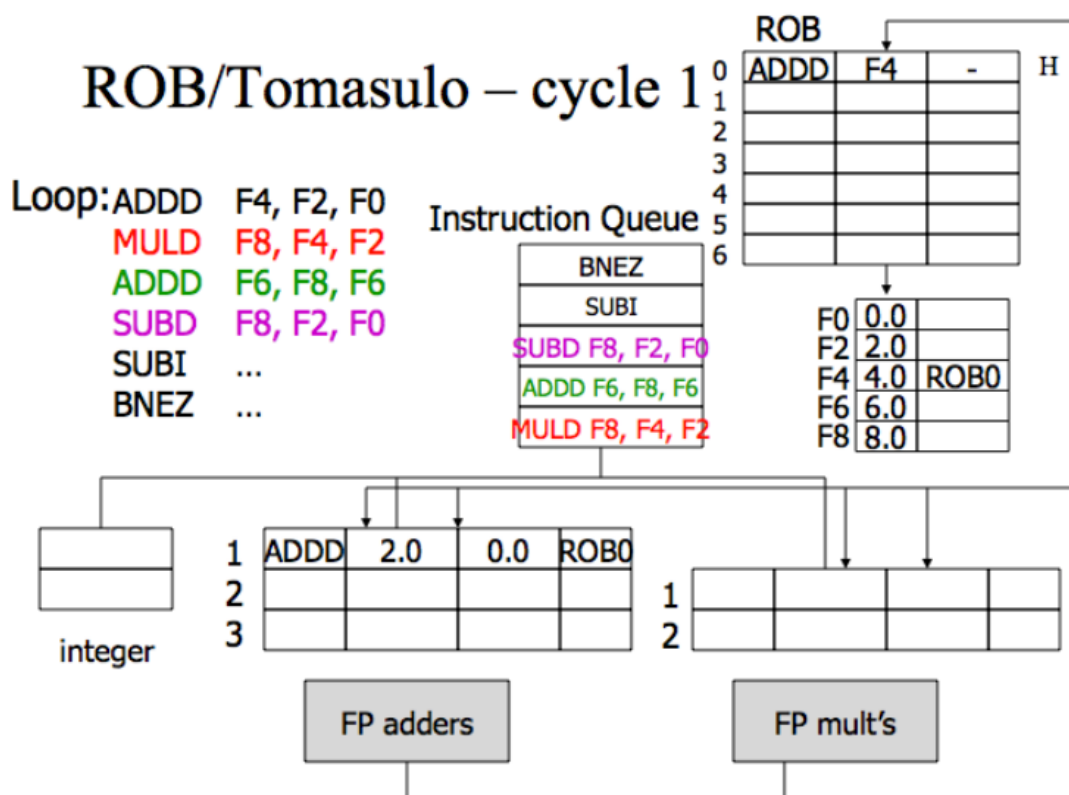 ROB/Tomasulo – cycle 1
Loop: ADDD F4, F2, F0
MULD F8, F4, F2
ADDD F6, F8, F6
SUBD F8, F2, F0
SUBI ...
BNEZ ...
Instruction Queue
BNEZ
SUBI
SUBD F8, F2, F0
ADDD F6, F8, F6
MULD F8, F4, F2
ROB
0 ADDD F4 - H
1
2
3
4
5
6
F0 0.0
F2 2.0
F4 4.0 ROB0
F6 6.0
F8 8.0
integer
1 ADDD 2.0 0.0 ROB0
2
3
FP adders
1
2
FP mult's